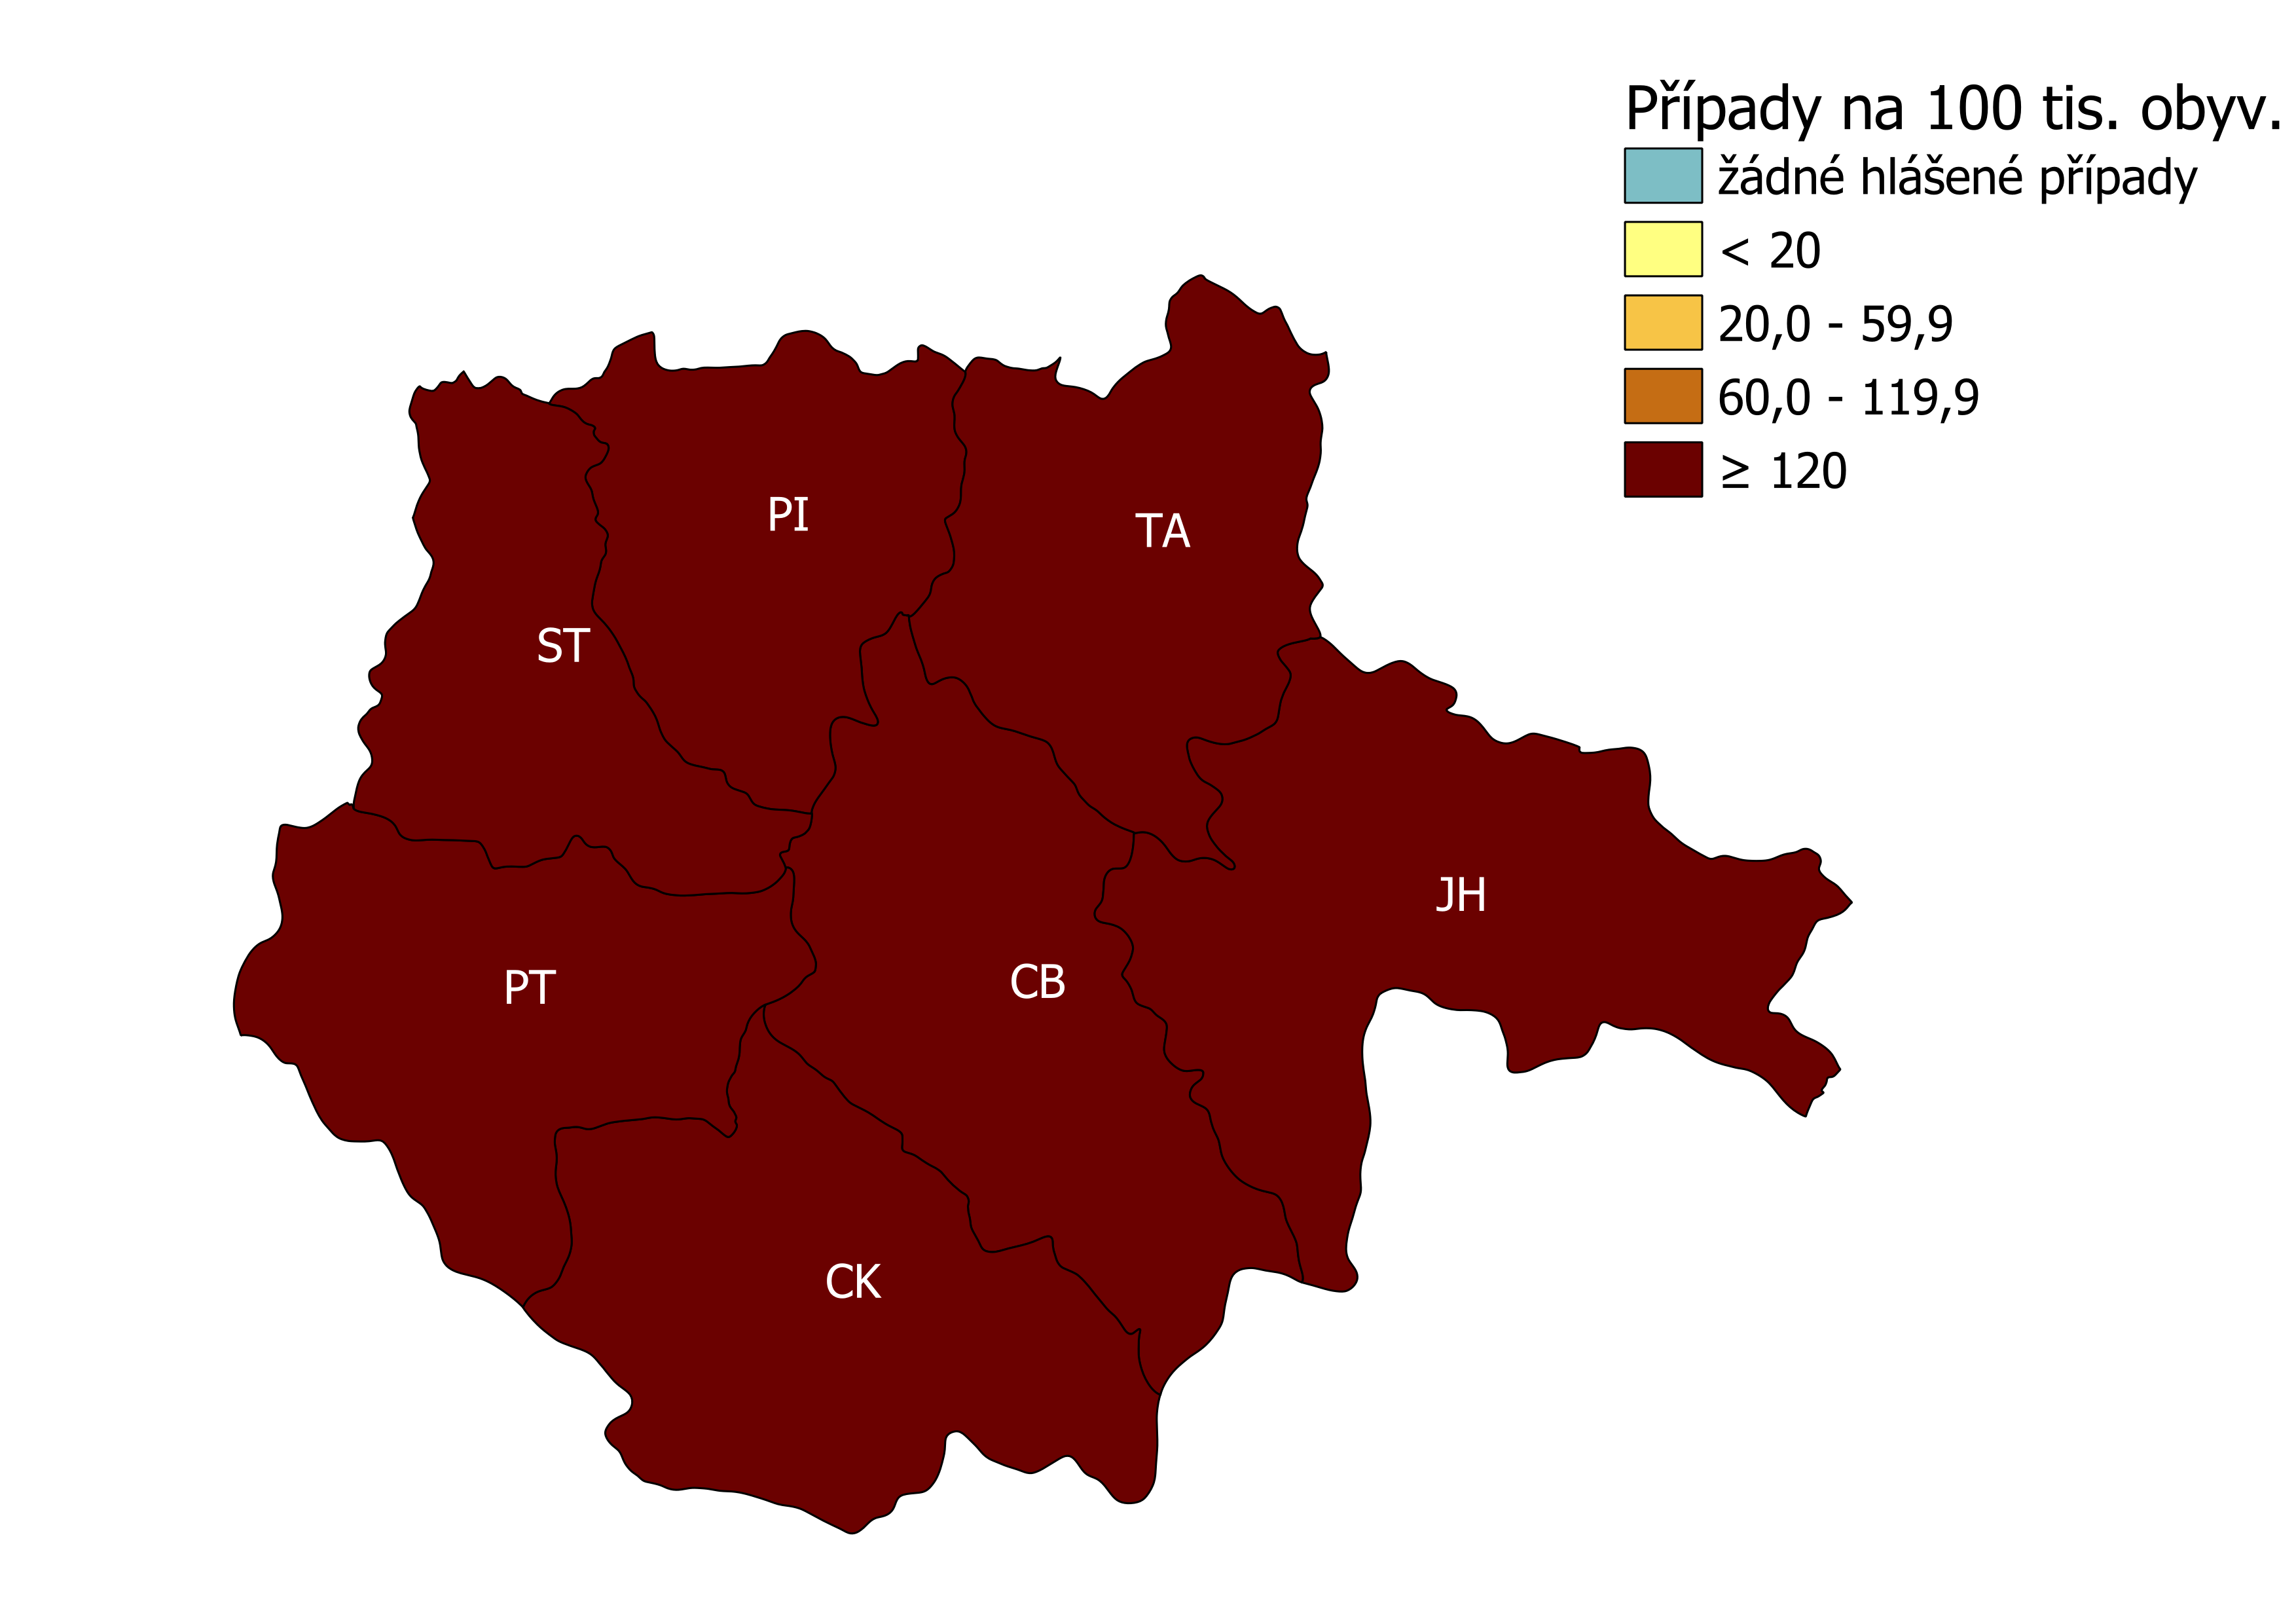 Případy na 100 tis. obyv.
žádné hlášené případy
< 20
20,0 - 59,9
60,0 - 119,9
≥ 120
PI
TA
ST
JH
PT
CB
CK